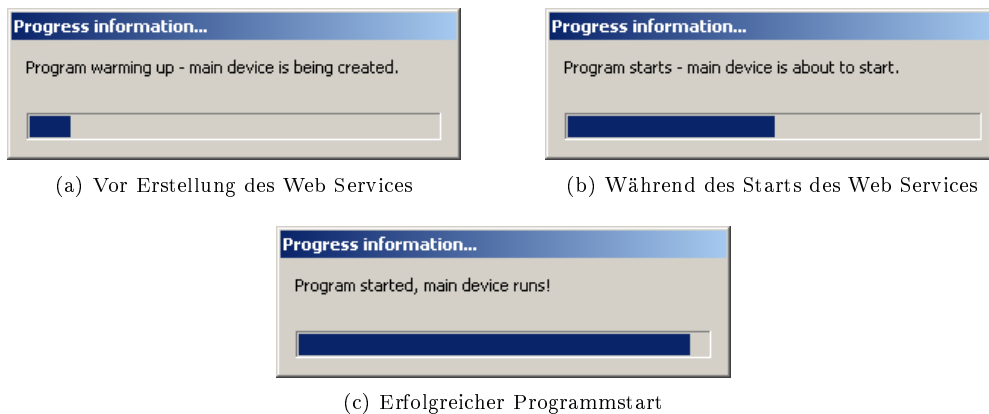 Progress information...
Program warming up - main device is being created.
(a) Vor Erstellung des Web Services
Progress information...
Program starts - main device is about to start.
(b) Während des Starts des Web Services
Progress information...
Program started, main device runs!
(c) Erfolgreicher Programmstart